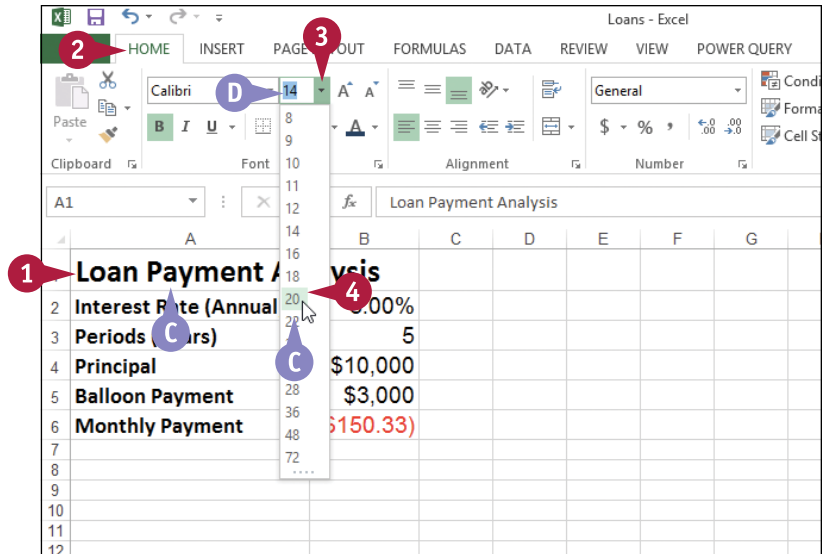 Loans - Excel
2 HOME INSERT PAGE OUT FORMULAS DATA REVIEW VIEW POWER QUERY
3
Paste
Calibri
D
14
A A
General
Condi
B I U
A
$ % ,
.00
.0
Forma
Cell St
Clipboard Font Alignment Number
8
9
10
11
12
14
16
18
20
28
36
48
72
A1
fx
Loan Payment Analysis
A B C D E F G
1
Loan Payment A ysis
4
2 Interest R te (Annual .00%
C
C
3 Periods ( ars) 5
4 Principal $10,000
5 Balloon Payment $3,000
6 Monthly Payment $150.33)
7
8
9
10
11
12